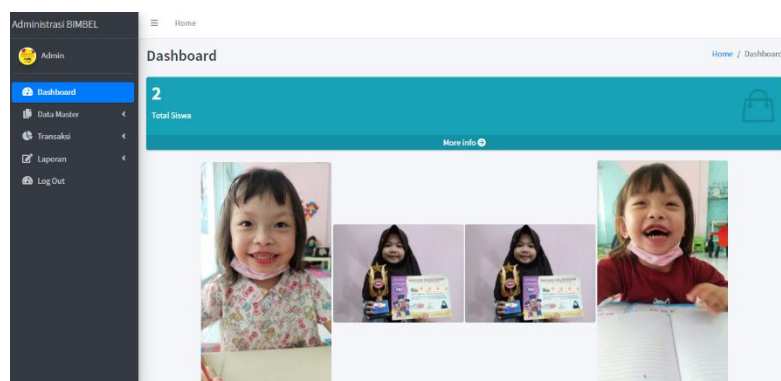 Administrasi BIMBEL
Home
Admin
Dashboard
Home / Dashboard
Dashboard
Data Master
Transaksi
Laporan
Log Out
2
Total Siswa
More info